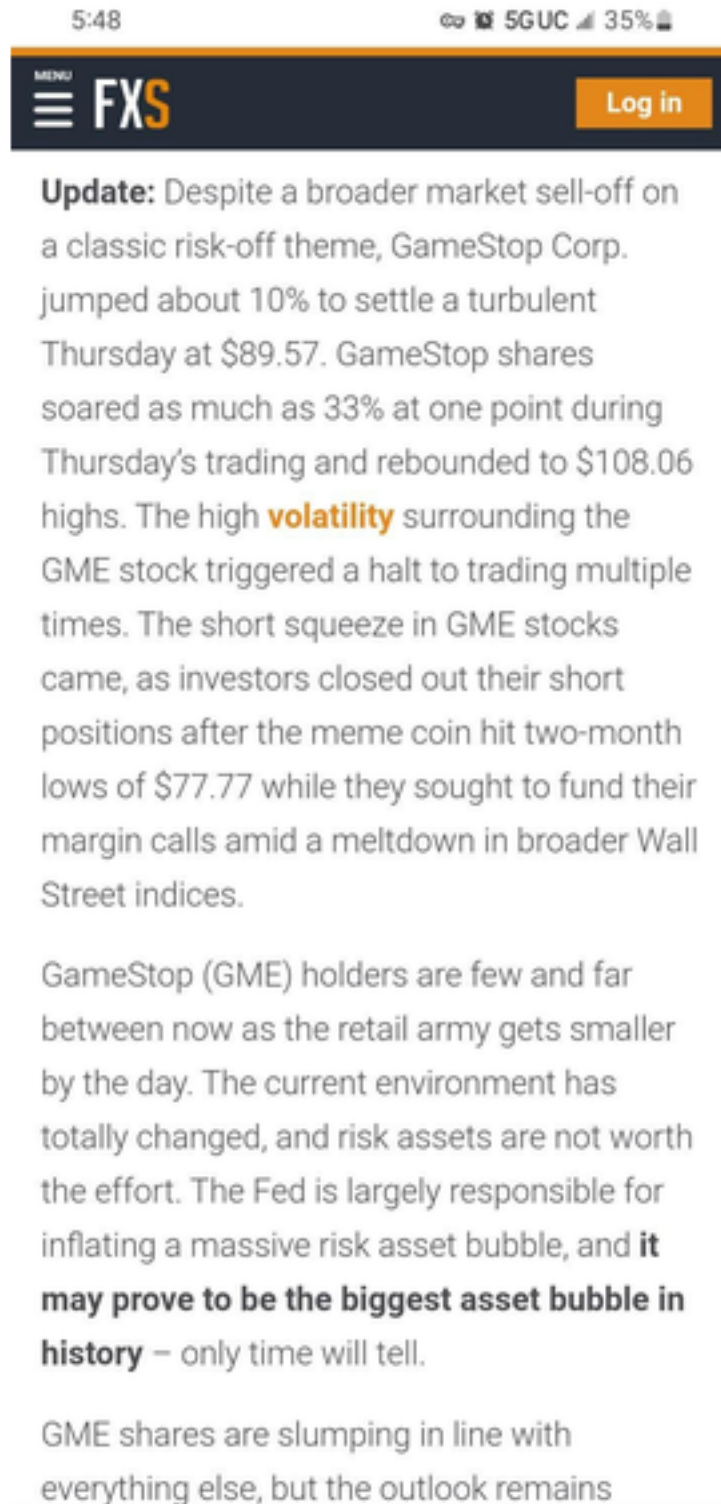 5:48
5GUC 35%
MENU
FXS
Log in
Update: Despite a broader market sell-off on
a classic risk-off theme, GameStop Corp.
jumped about 10% to settle a turbulent
Thursday at $89.57. GameStop shares
soared as much as 33% at one point during
Thursday's trading and rebounded to $108.06
highs. The high volatility surrounding the
GME stock triggered a halt to trading multiple
times. The short squeeze in GME stocks
came, as investors closed out their short
positions after the meme coin hit two-month
lows of $77.77 while they sought to fund their
margin calls amid a meltdown in broader Wall
Street indices.
GameStop (GME) holders are few and far
between now as the retail army gets smaller
by the day. The current environment has
totally changed, and risk assets are not worth
the effort. The Fed is largely responsible for
inflating a massive risk asset bubble, and it
may prove to be the biggest asset bubble in
history – only time will tell.
GME shares are slumping in line with
everything else, but the outlook remains